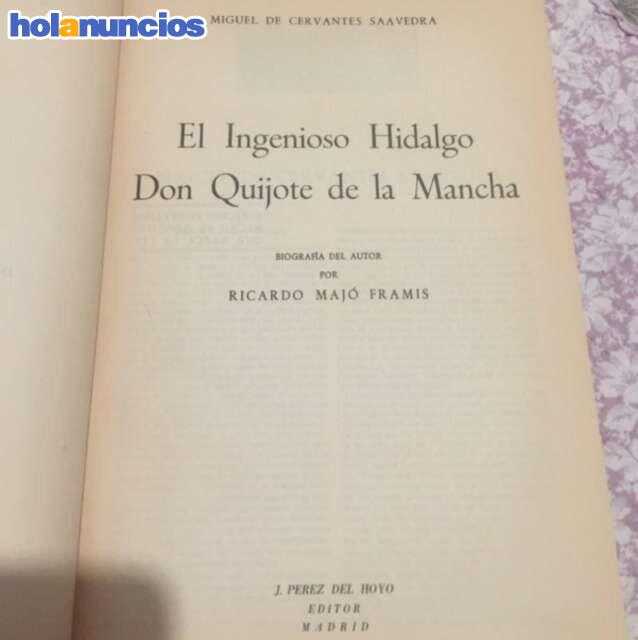 holanuncios
MIGUEL DE CERVANTES SAAVEDRA
El Ingenioso Hidalgo
Don Quijote de la Mancha
BIOGRAFÍA DEL AUTOR
POR
RICARDO MAJÓ FRAMIS
J. PEREZ DEL HOYO
EDITOR
MADRID